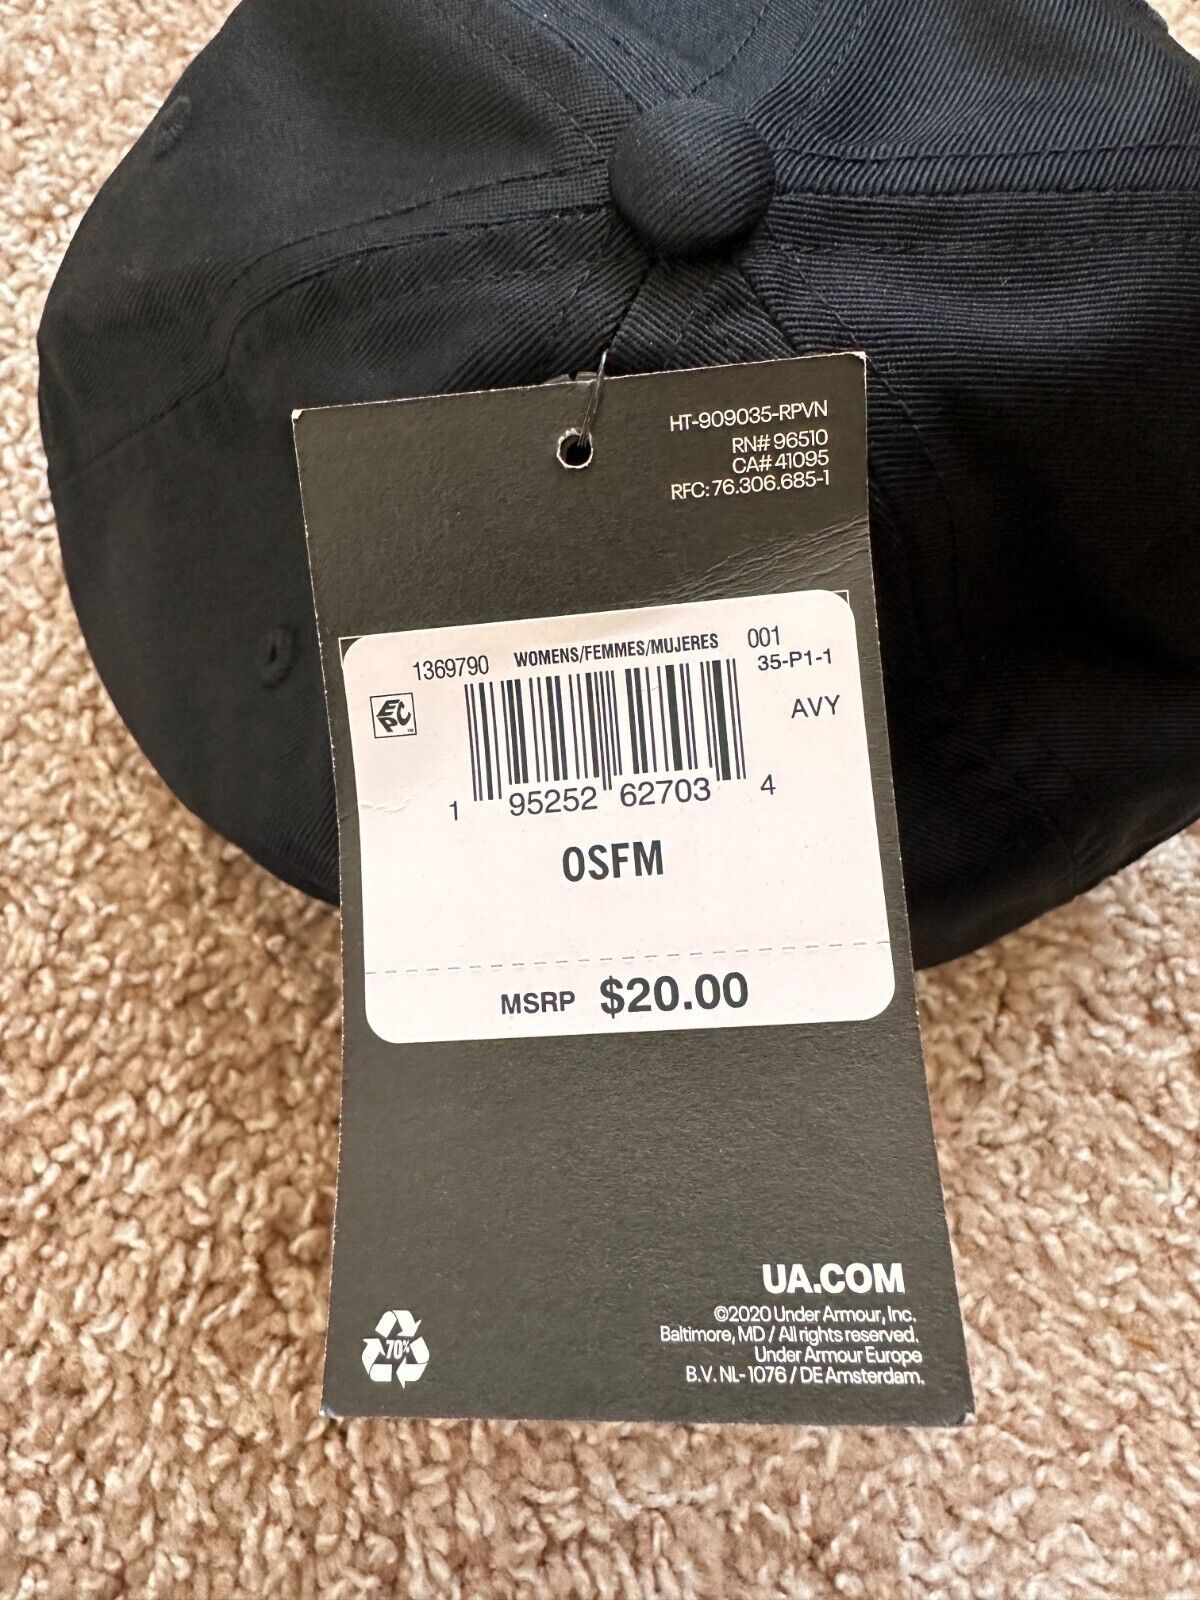 HT-909035-RPVN
RN# 96510
CA# 41095
RFC: 76.306.685-1
1369790 WOMENS/FEMMES/MUJERES 001
35-P1-1
EPC™
AVY
1 95252 62703 4
OSFM
MSRP $20.00
UA.COM
©2020 Under Armour, Inc.
Baltimore, MD / All rights reserved.
Under Armour Europe
B.V. NL-1076 / DE Amsterdam.
70%